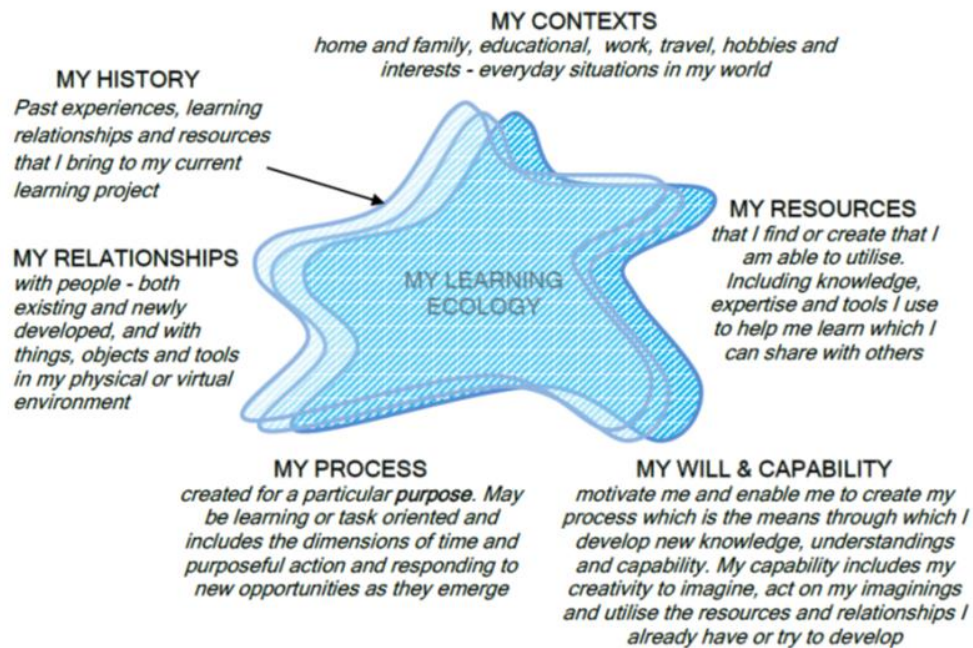 MY CONTEXTS
home and family, educational, work, travel, hobbies and
interests - everyday situations in my world
MY HISTORY
Past experiences, learning
relationships and resources
that I bring to my current
learning project
MY RELATIONSHIPS
with people - both
existing and newly
developed, and with
things, objects and tools
in my physical or virtual
environment
MY LEARNING
ECOLOGY
MY RESOURCES
that I find or create that I
am able to utilise.
Including knowledge,
expertise and tools I use
to help me learn which I
can share with others
MY PROCESS
created for a particular purpose. May
be learning or task oriented and
includes the dimensions of time and
purposeful action and responding to
new opportunities as they emerge
MY WILL & CAPABILITY
motivate me and enable me to create my
process which is the means through which I
develop new knowledge, understandings
and capability. My capability includes my
creativity to imagine, act on my imaginings
and utilise the resources and relationships I
already have or try to develop